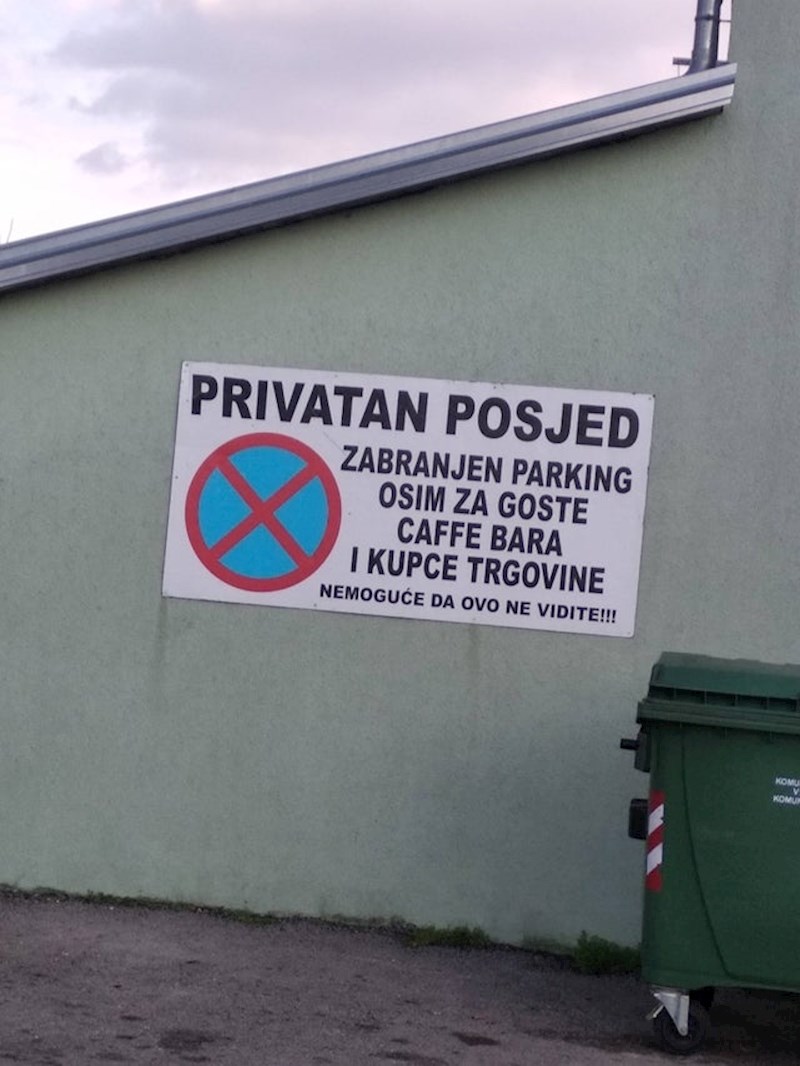 PRIVATAN POSJED
ZABRANJEN PARKING
OSIM ZA GOSTE
CAFFE BARA
I KUPCE TRGOVINE
NEMOGUĆE DA OVO NE VIDITE!!!